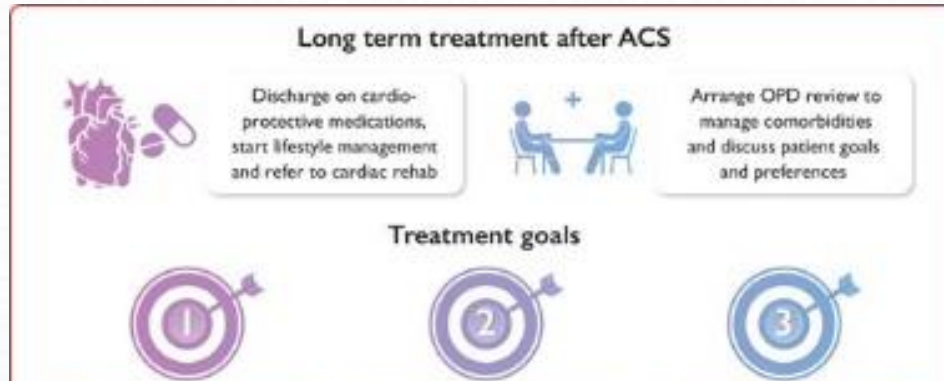 Long term treatment after ACS
Discharge on cardio-
protective medications,
start lifestyle management
and refer to cardiac rehab
Arrange OPD review to
manage comorbidities
and discuss patient goals
and preferences
Treatment goals
1
2
3